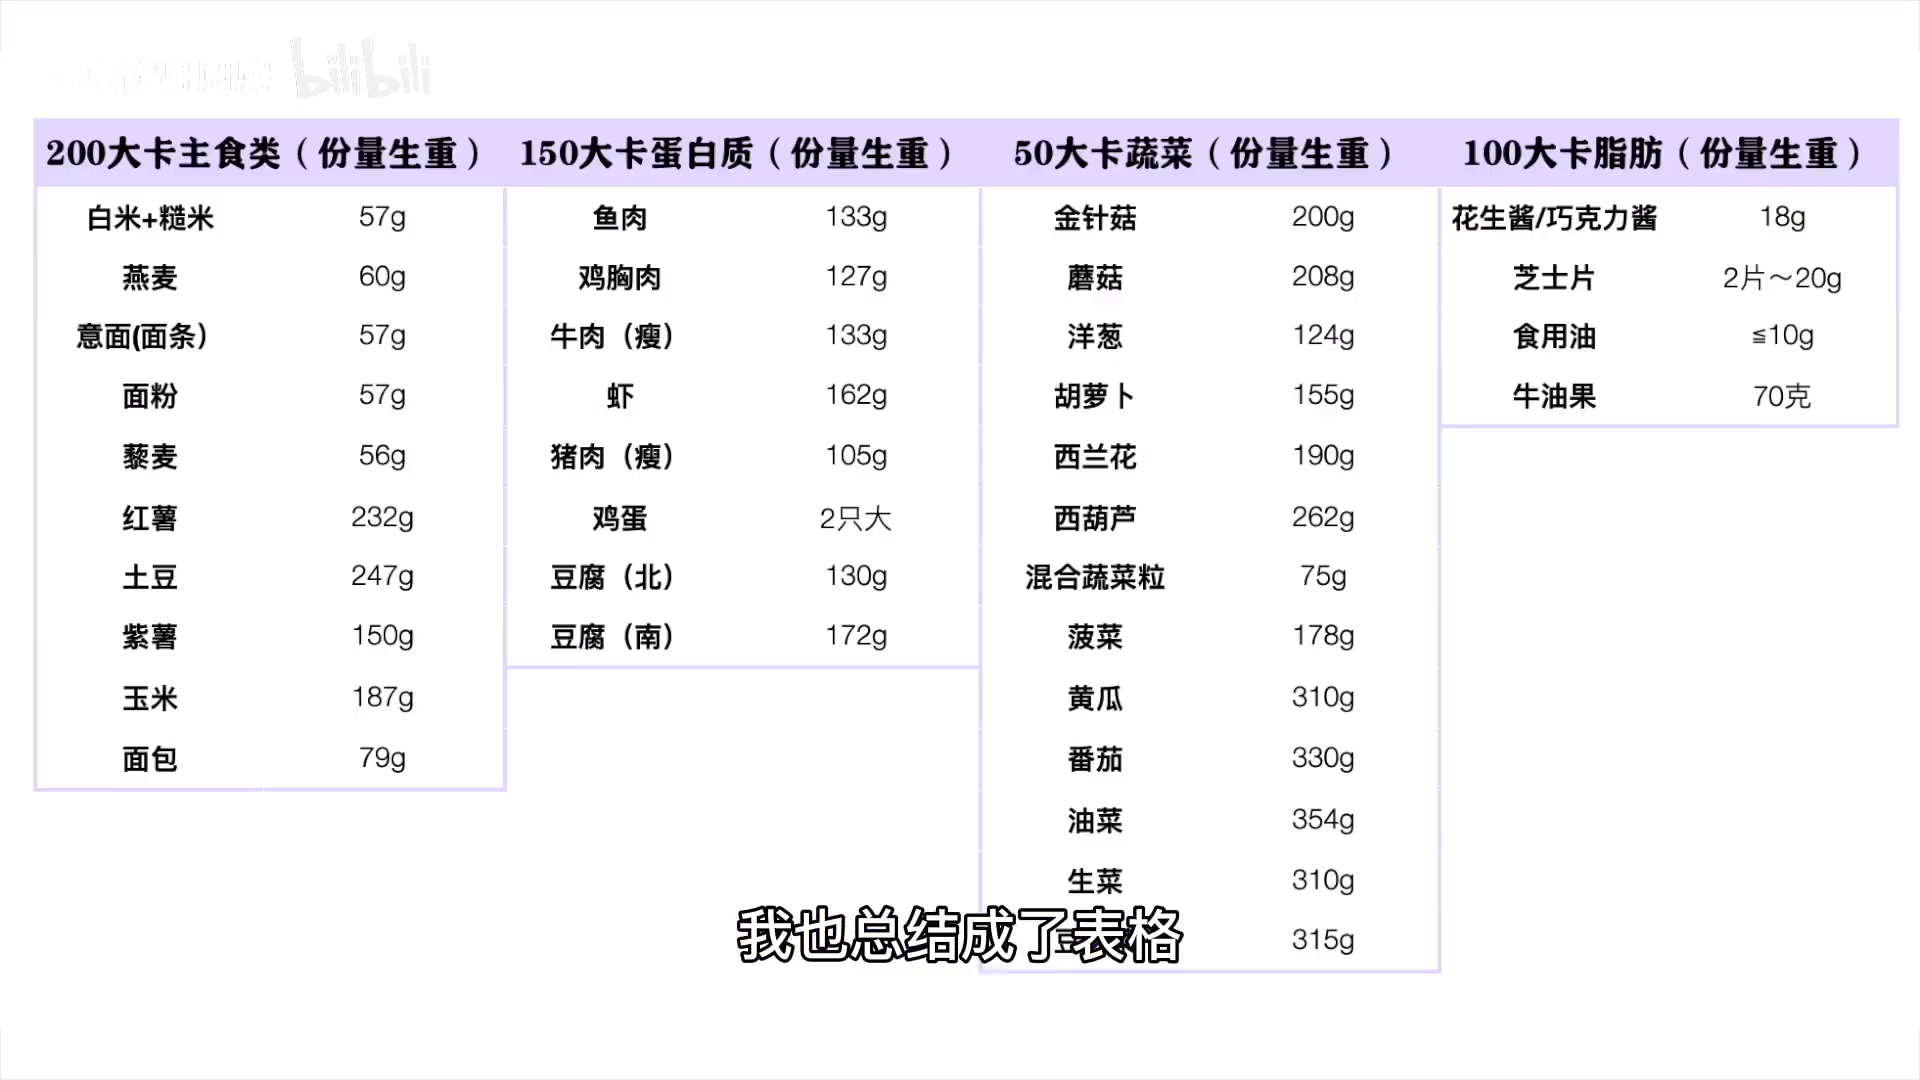 bilibili
200大卡主食类（份量生重） 150大卡蛋白质（份量生重） 50大卡蔬菜（份量生重） 100大卡脂肪（份量生重）
白米+糙米 57g 鱼肉 133g 金针菇 200g 花生酱/巧克力酱 18g
燕麦 60g 鸡胸肉 127g 蘑菇 208g 芝士片 2片～20g
意面(面条） 57g 牛肉（瘦） 133g 洋葱 124g 食用油 ≦10g
面粉 57g 虾 162g 胡萝卜 155g 牛油果 70克
藜麦 56g 猪肉（瘦） 105g 西兰花 190g
红薯 232g 鸡蛋 2只大 西葫芦 262g
土豆 247g 豆腐（北） 130g 混合蔬菜粒 75g
紫薯 150g 豆腐（南） 172g 菠菜 178g
玉米 187g 黄瓜 310g
面包 79g 番茄 330g
油菜 354g
生菜 310g
315g
我也总结成了表格